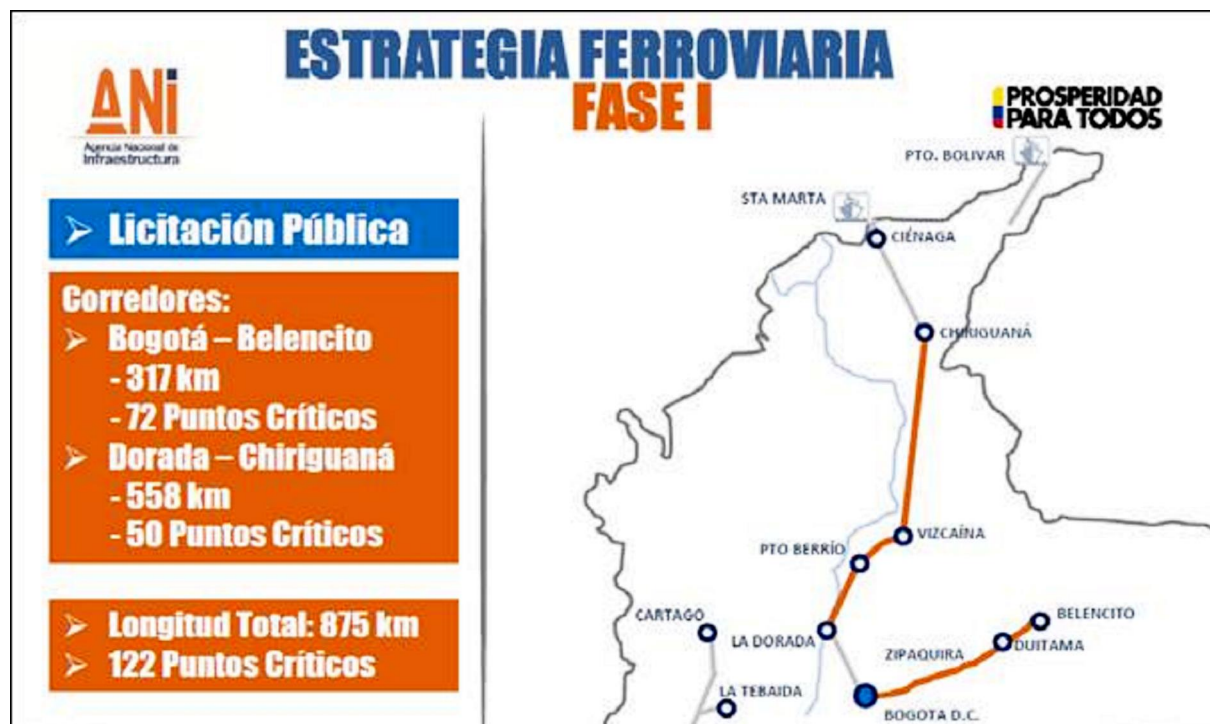 ESTRATEGIA FERROVIARIA
FASE I
ANi
Agencia Nacional de
Infraestructura
PROSPERIDAD
PARA TODOS
➢ Licitación Pública
Corredores:
➢ Bogotá – Belencito
- 317 km
- 72 Puntos Críticos
➢ Dorada – Chiriguaná
- 558 km
- 50 Puntos Críticos
➢ Longitud Total: 875 km
➢ 122 Puntos Críticos
PTO. BOLIVAR
STA MARTA
CIÉNAGA
CHIRIGUANÁ
VIZCAÍNA
PTO BERRÍO
CARTAGO
LA DORADA
BELENCITO
DUITAMA
ZIPAQUIRA
LA TEBAIDA
BOGOTA D.C.